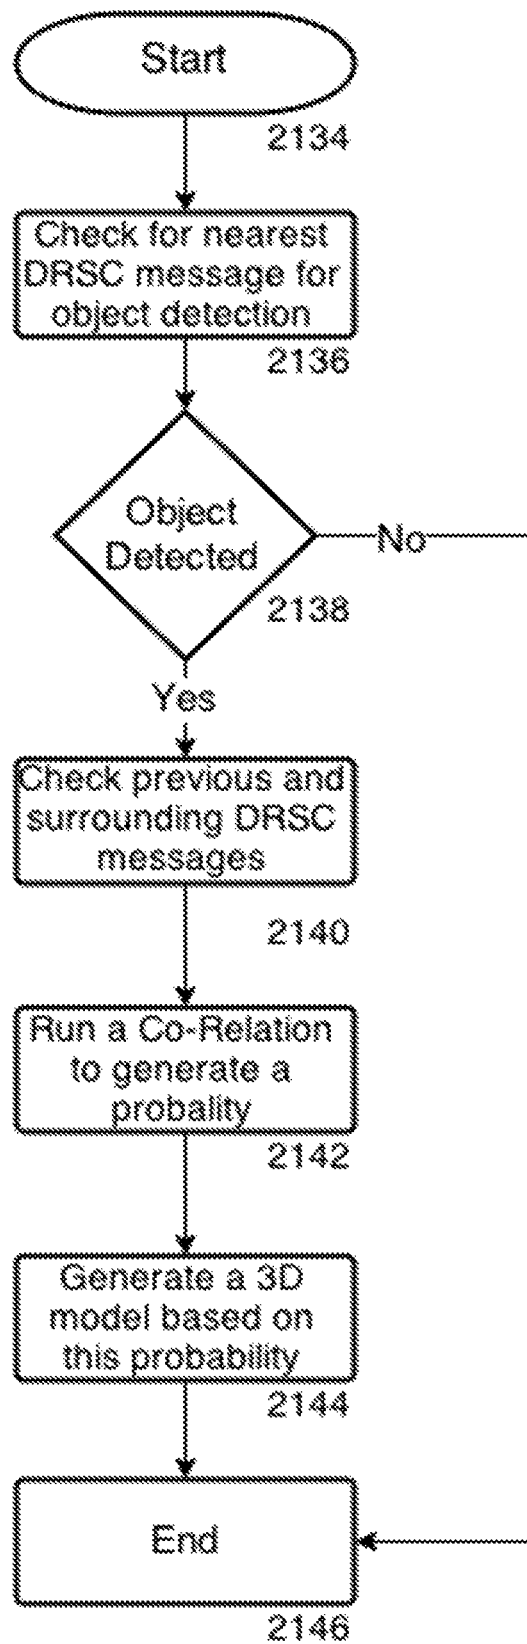 Start
2134
Check for nearest
DRSC message for
object detection
2136
Object
Detected
No
2138
Yes
Check previous and
surrounding DRSC
messages
2140
Run a Co-Relation
to generate a
probality
2142
Generate a 3D
model based on
this probability
2144
End
2146